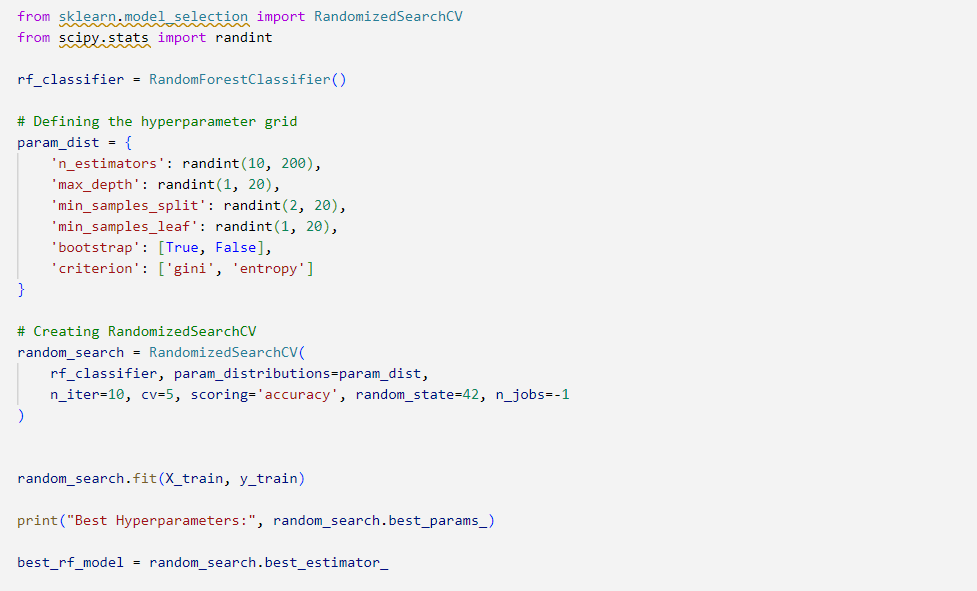 from sklearn.model_selection import RandomizedSearchCV
from scipy.stats import randint
rf_classifier = RandomForestClassifier()
# Defining the hyperparameter grid
param_dist = {
    'n_estimators': randint(10, 200),
    'max_depth': randint(1, 20),
    'min_samples_split': randint(2, 20),
    'min_samples_leaf': randint(1, 20),
    'bootstrap': [True, False],
    'criterion': ['gini', 'entropy']
}
# Creating RandomizedSearchCV
random_search = RandomizedSearchCV(
    rf_classifier, param_distributions=param_dist,
    n_iter=10, cv=5, scoring='accuracy', random_state=42, n_jobs=-1
)
random_search.fit(X_train, y_train)
print("Best Hyperparameters:", random_search.best_params_)
best_rf_model = random_search.best_estimator_